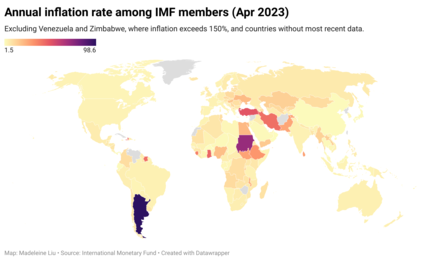 Annual inflation rate among IMF members (Apr 2023)
Excluding Venezuela and Zimbabwe, where inflation exceeds 150%, and countries without most recent data.
1.5 98.6
Map: Madeleine Liu • Source: International Monetary Fund • Created with Datawrapper